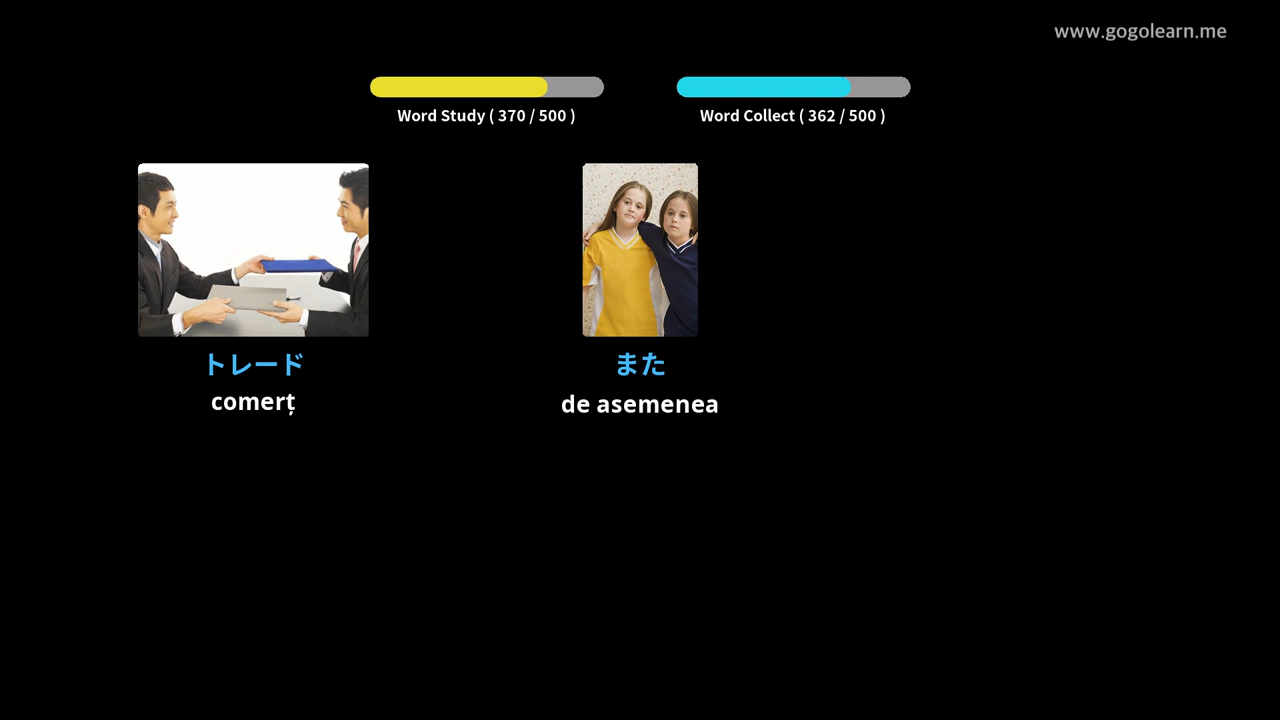 www.gogolearn.me
Word Study ( 370 / 500 )
Word Collect ( 362 / 500 )
トレード
comerț
また
de asemenea